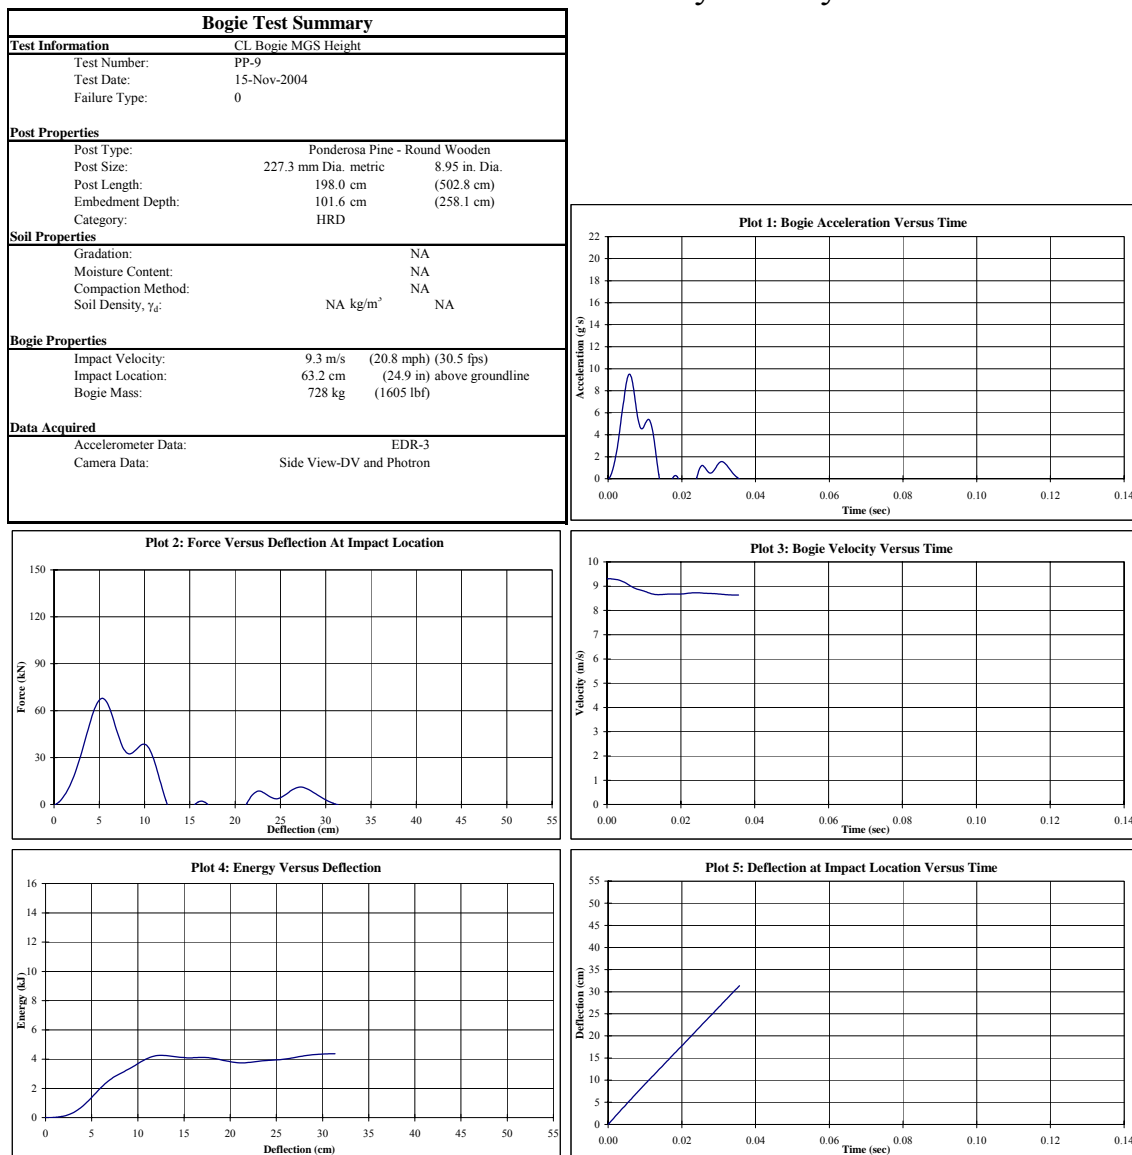 Bogie Test Summary
Test Information CL Bogie MGS Height
Test Number: PP-9
Test Date: 15-Nov-2004
Failure Type: 0
Post Properties
Post Type: Ponderosa Pine - Round Wooden
Post Size: 227.3 mm Dia. metric 8.95 in. Dia.
Post Length: 198.0 cm (502.8 cm)
Embedment Depth: 101.6 cm (258.1 cm)
Category: HRD
Soil Properties
Gradation: NA
Moisture Content: NA
Compaction Method: NA
Soil Density, γd: NA kg/m³ NA
Bogie Properties
Impact Velocity: 9.3 m/s (20.8 mph) (30.5 fps)
Impact Location: 63.2 cm (24.9 in) above groundline
Bogie Mass: 728 kg (1605 lbf)
Data Acquired
Accelerometer Data: EDR-3
Camera Data: Side View-DV and Photron
Plot 1: Bogie Acceleration Versus Time
Acceleration (g's)
22
20
18
16
14
12
10
8
6
4
2
0
0.00 0.02 0.04 0.06 0.08 0.10 0.12 0.14
Time (sec)
Plot 2: Force Versus Deflection At Impact Location
Force (kN)
150
120
90
60
30
0
0 5 10 15 20 25 30 35 40 45 50 55
Deflection (cm)
Plot 3: Bogie Velocity Versus Time
Velocity (m/s)
10
9
8
7
6
5
4
3
2
1
0
0.00 0.02 0.04 0.06 0.08 0.10 0.12 0.14
Time (sec)
Plot 4: Energy Versus Deflection
Energy (kJ)
16
14
12
10
8
6
4
2
0
0 5 10 15 20 25 30 35 40 45 50 55
Deflection (cm)
Plot 5: Deflection at Impact Location Versus Time
Deflection (cm)
55
50
45
40
35
30
25
20
15
10
5
0
0.00 0.02 0.04 0.06 0.08 0.10 0.12 0.14
Time (sec)